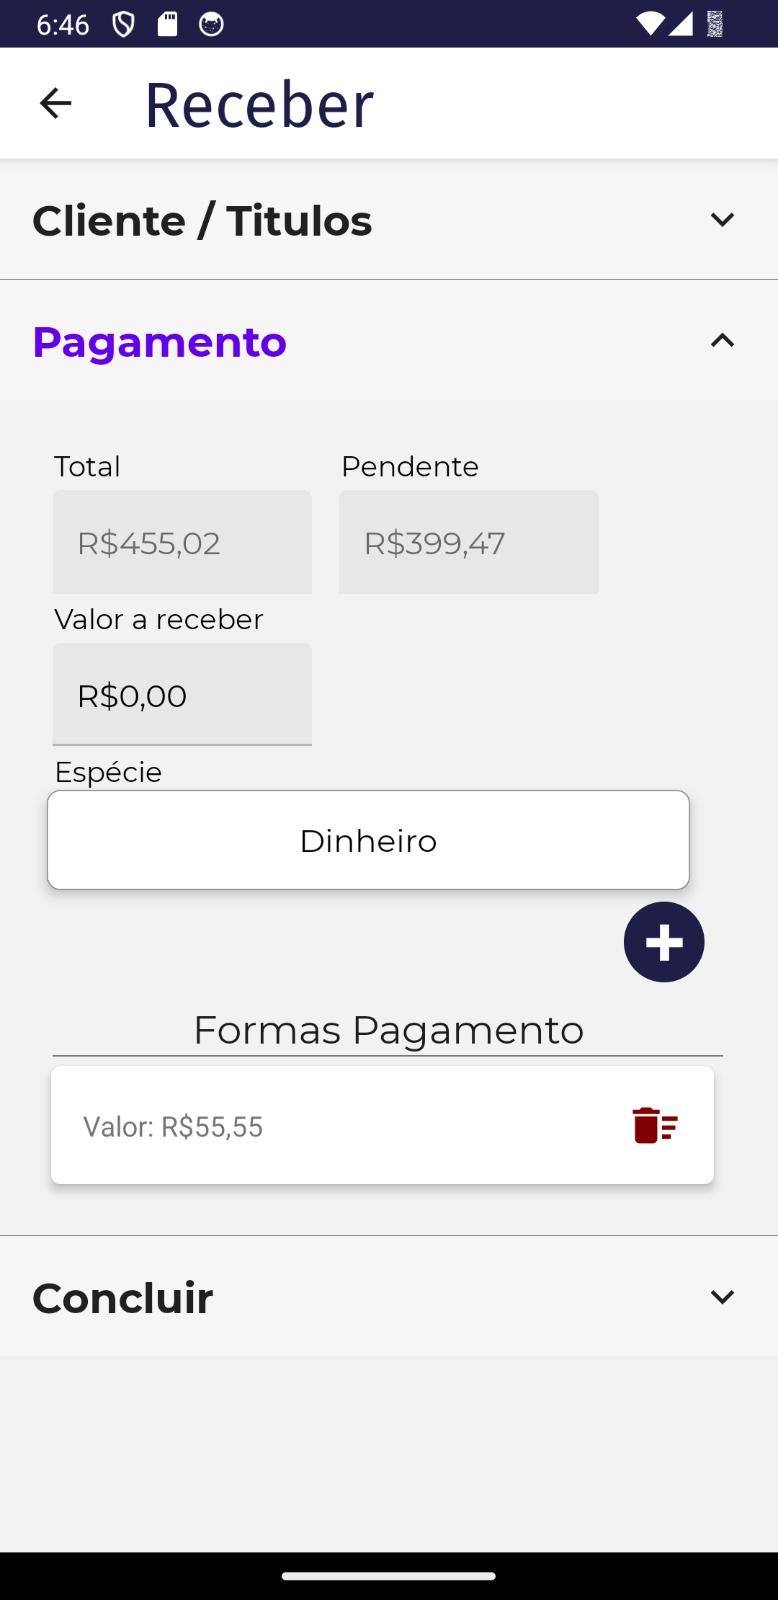 6:46
Receber
Cliente / Titulos
Pagamento
Total Pendente
R$455,02 R$399,47
Valor a receber
R$0,00
Espécie
Dinheiro
Formas Pagamento
Valor: R$55,55
Concluir